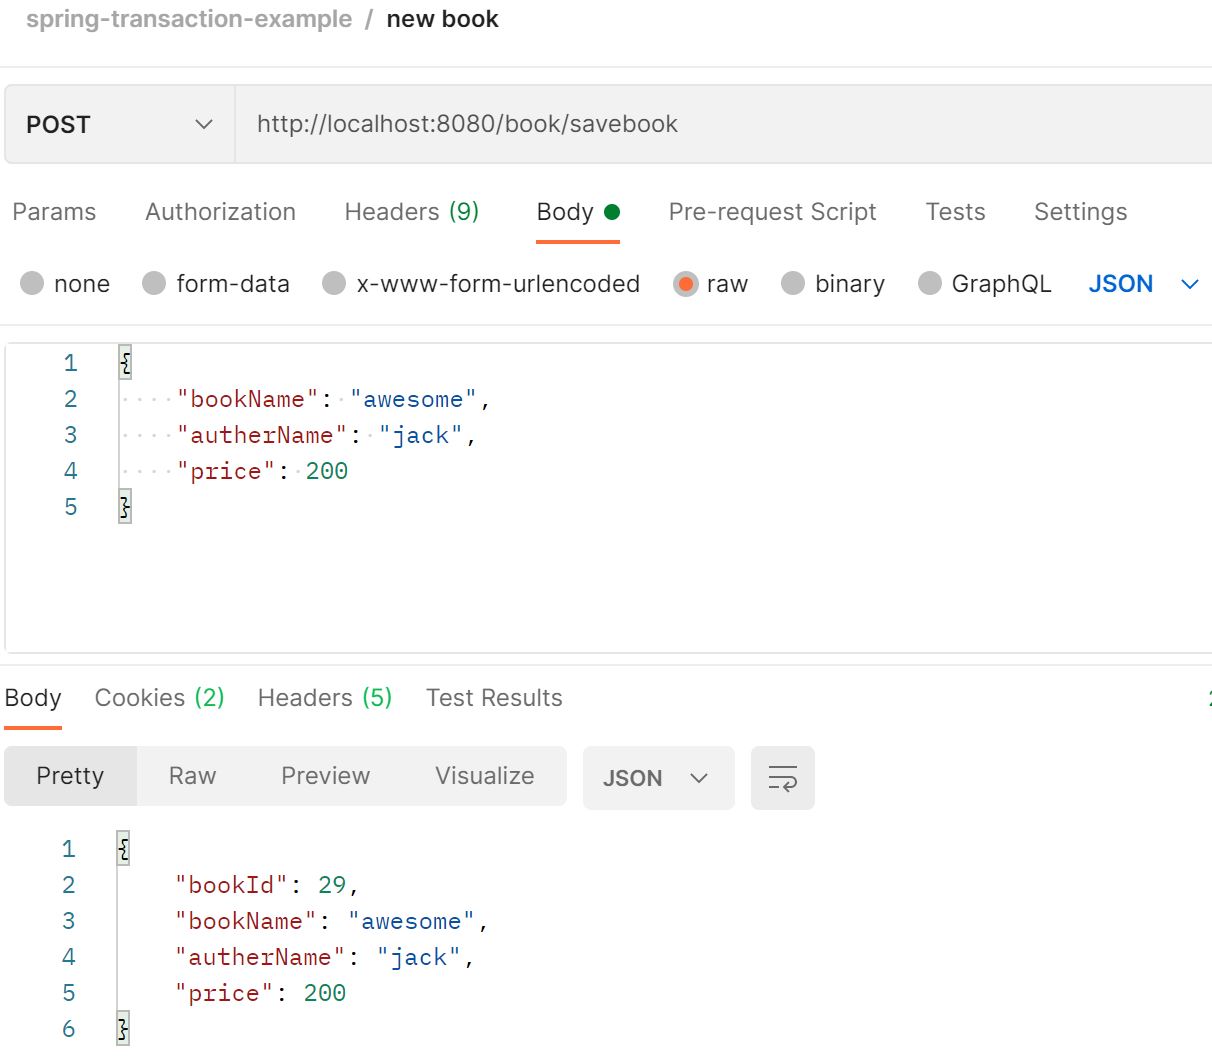 spring-transaction-example / new book
POST http://localhost:8080/book/savebook
Params Authorization Headers (9) Body Pre-request Script Tests Settings
none form-data x-www-form-urlencoded raw binary GraphQL JSON
1 {
2 "bookName": "awesome",
3 "autherName": "jack",
4 "price": 200
5 }
Body Cookies (2) Headers (5) Test Results
Pretty Raw Preview Visualize JSON
1 {
2 "bookId": 29,
3 "bookName": "awesome",
4 "autherName": "jack",
5 "price": 200
6 }